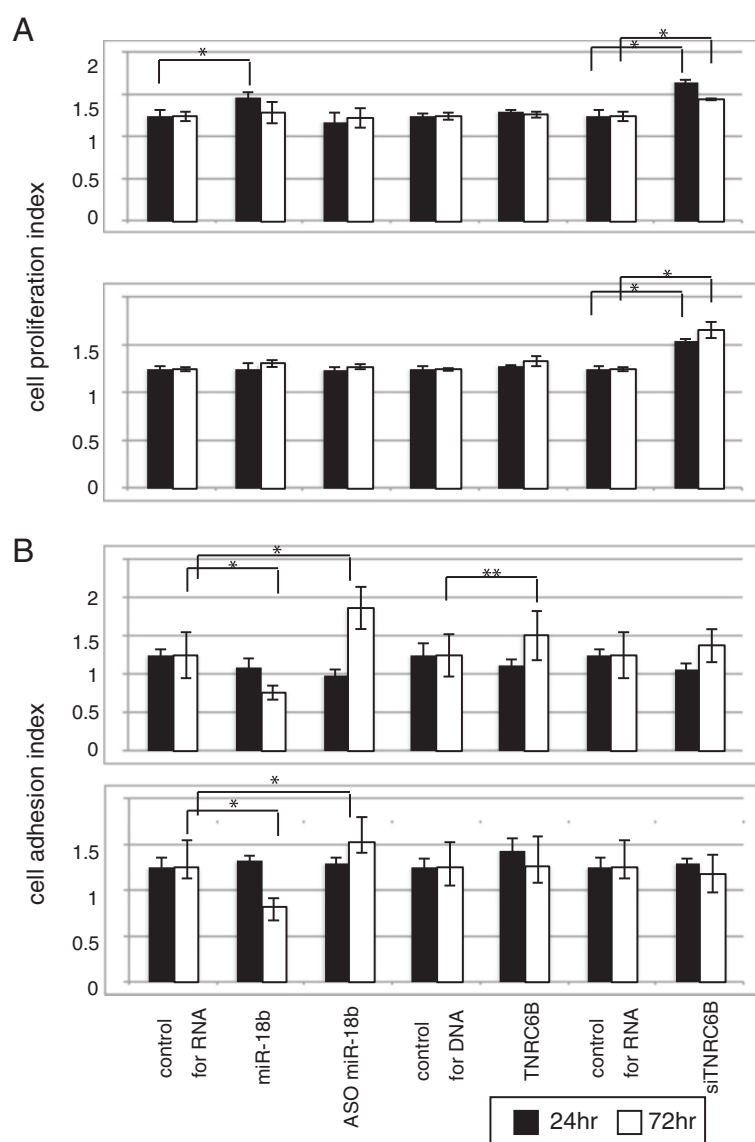 A
*
*
*
2
1.5
1
0.5
0
*
*
1.5
1
0.5
0
cell proliferation index
B
*
*
**
2
1.5
1
0.5
0
*
*
1.5
1
0.5
0
cell adhesion index
control
for RNA
miR-18b
ASO miR-18b
control
for DNA
TNRC6B
control
for RNA
siTNRC6B
24hr 72hr